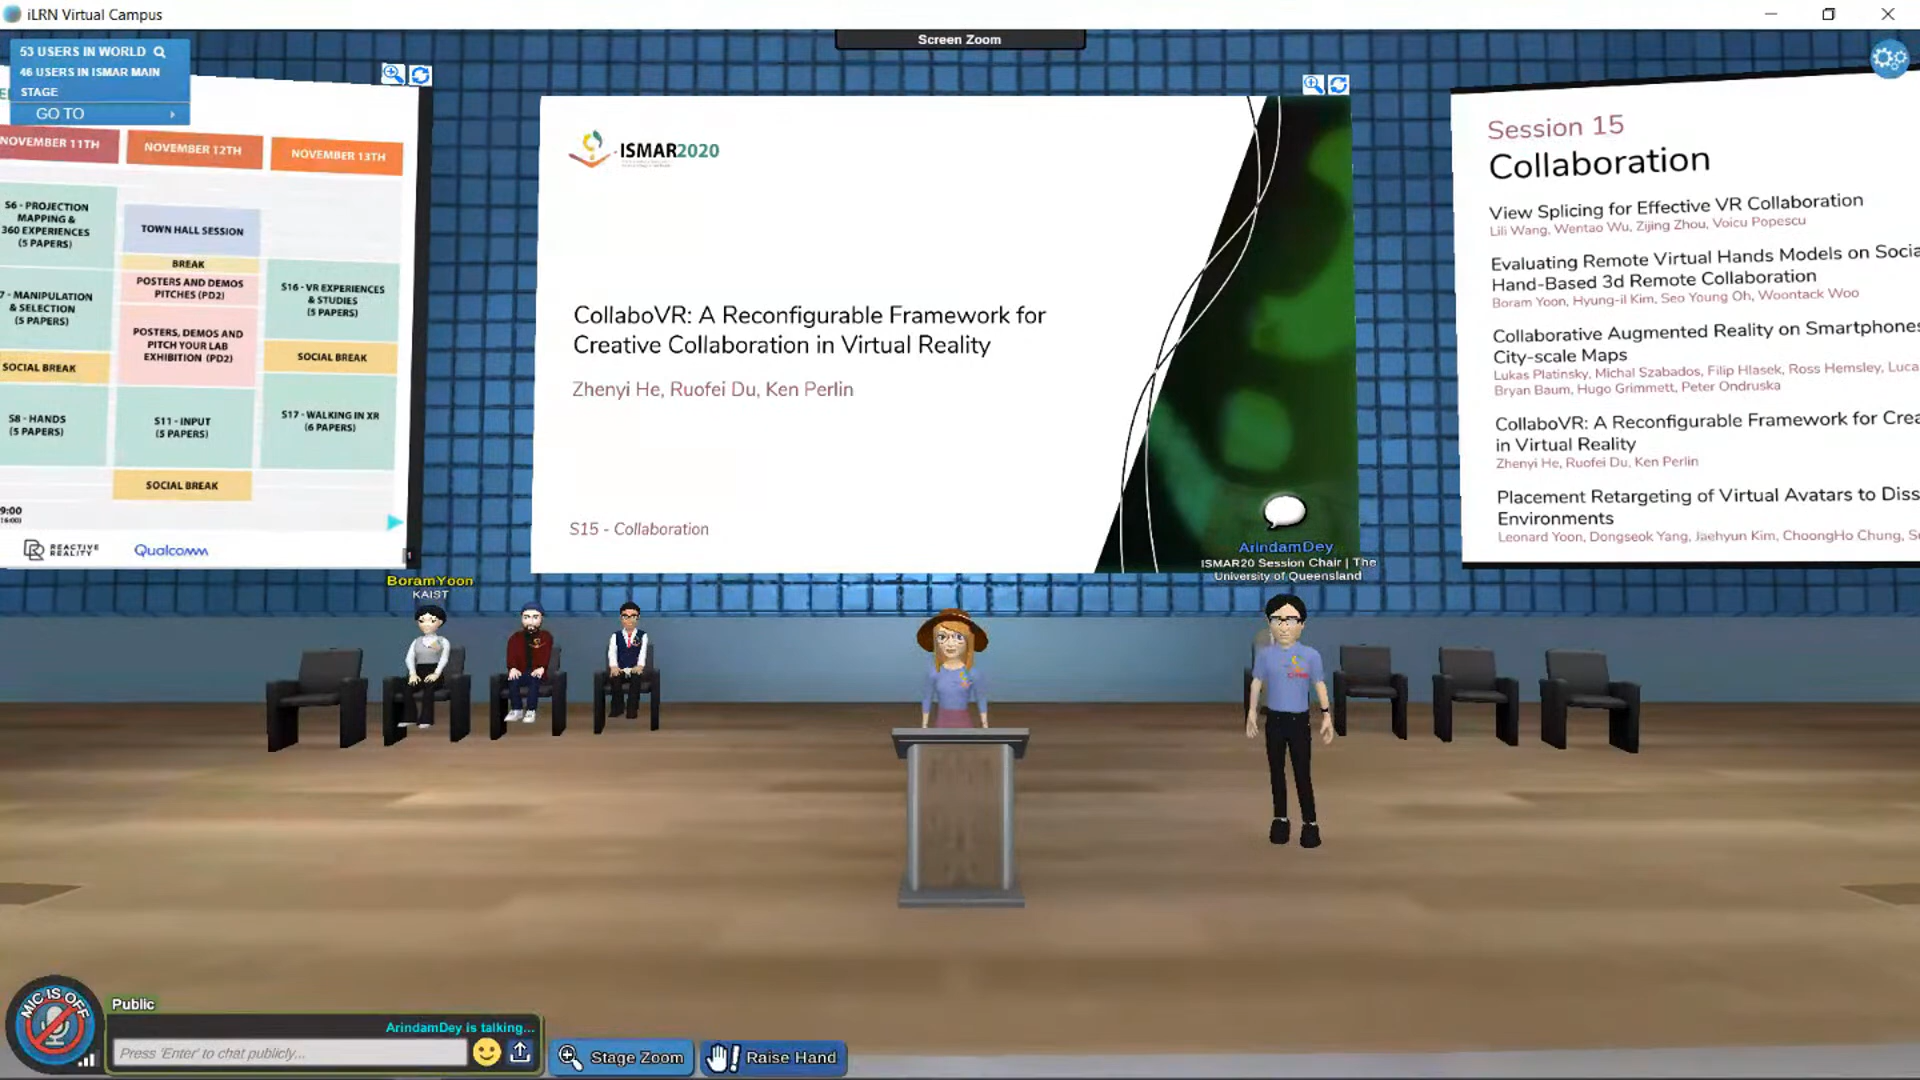 iLRN Virtual Campus
53 USERS IN WORLD
46 USERS IN ISMAR MAIN
STAGE
GO TO
Screen Zoom
NOVEMBER 11TH
NOVEMBER 12TH
NOVEMBER 13TH
S6 - PROJECTION
MAPPING &
360 EXPERIENCES
(5 PAPERS)
7 - MANIPULATION
& SELECTION
(5 PAPERS)
SOCIAL BREAK
S8 - HANDS
(5 PAPERS)
TOWN HALL SESSION
BREAK
POSTERS AND DEMOS
PITCHES (PD2)
POSTERS, DEMOS AND
PITCH YOUR LAB
EXHIBITION (PD2)
S11 - INPUT
(5 PAPERS)
SOCIAL BREAK
S16 - VR EXPERIENCES
& STUDIES
(5 PAPERS)
SOCIAL BREAK
S17 - WALKING IN XR
(6 PAPERS)
9:00
16:00)
REACTIVE
REALITY
Qualcomm
1
ISMAR2020
CollaboVR: A Reconfigurable Framework for
Creative Collaboration in Virtual Reality
Zhenyi He, Ruofei Du, Ken Perlin
S15 - Collaboration
Session 15
Collaboration
View Splicing for Effective VR Collaboration
Lili Wang, Wentao Wu, Zijing Zhou, Voicu Popescu
Evaluating Remote Virtual Hands Models on Socia
Hand-Based 3d Remote Collaboration
Boram Yoon, Hyung-il Kim, Seo Young Oh, Woontack Woo
Collaborative Augmented Reality on Smartphones
City-scale Maps
Lukas Platinsky, Michal Szabados, Filip Hlasek, Ross Hemsley, Luca
Bryan Baum, Hugo Grimmett, Peter Ondruska
CollaboVR: A Reconfigurable Framework for Crea
in Virtual Reality
Zhenyi He, Ruofei Du, Ken Perlin
Placement Retargeting of Virtual Avatars to Diss
Environments
Leonard Yoon, Dongseok Yang, Jaehyun Kim, ChoongHo Chung, S
BoramYoon
KAIST
ArindamDey
ISMAR20 Session Chair | The
University of Queensland
MIC IS OFF
Public
ArindamDey is talking...
Press 'Enter' to chat publicly...
Stage Zoom
Raise Hand